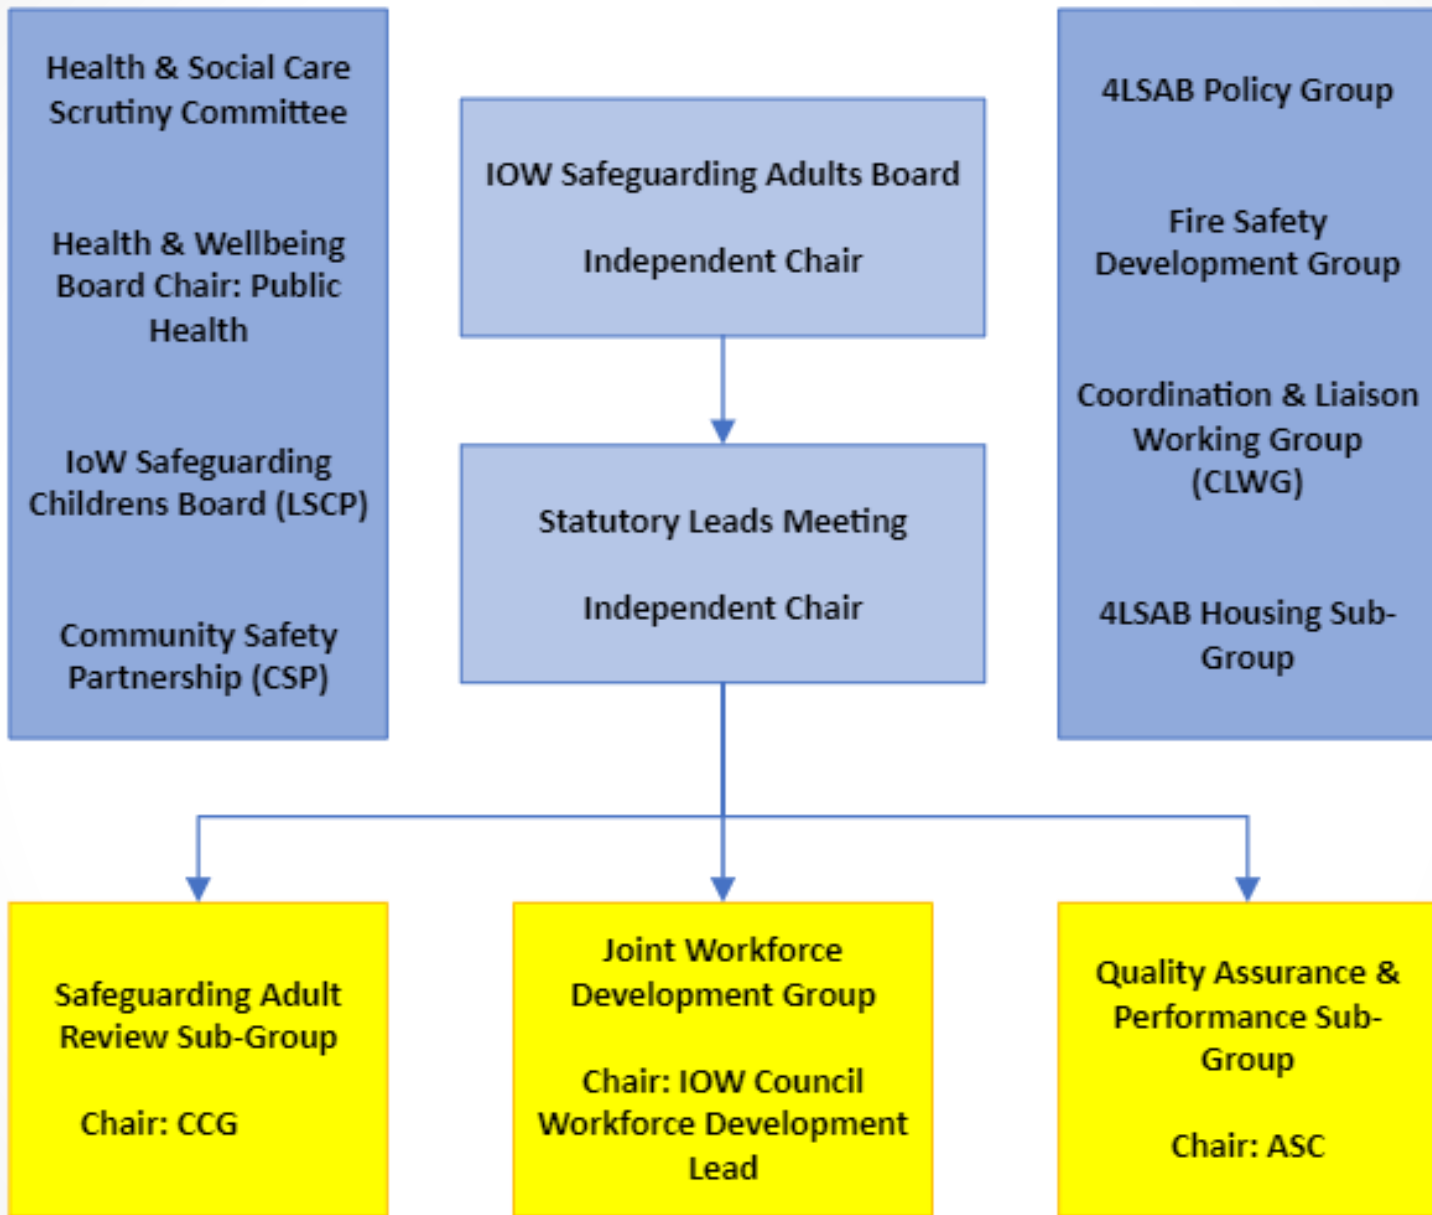 Health & Social Care
Scrutiny Committee
Health & Wellbeing
Board Chair: Public
Health
IoW Safeguarding
Childrens Board (LSCP)
Community Safety
Partnership (CSP)
IOW Safeguarding Adults Board
Independent Chair
Statutory Leads Meeting
Independent Chair
4LSAB Policy Group
Fire Safety
Development Group
Coordination & Liaison
Working Group
(CLWG)
4LSAB Housing Sub-
Group
Safeguarding Adult
Review Sub-Group
Chair: CCG
Joint Workforce
Development Group
Chair: IOW Council
Workforce Development
Lead
Quality Assurance &
Performance Sub-
Group
Chair: ASC